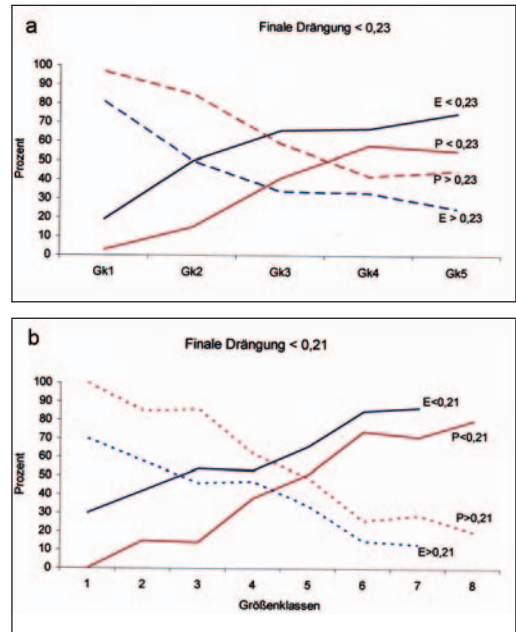 a
Finale Drängung < 0,23
Prozent
100
90
80
70
60
50
40
30
20
10
0
E < 0,23
P < 0,23
P > 0,23
E > 0,23
Gk1 Gk2 Gk3 Gk4 Gk5
b
Finale Drängung < 0,21
Prozent
100
90
80
70
60
50
40
30
20
10
0
E<0,21
P<0,21
P>0,21
E>0,21
1 2 3 4 5 6 7 8
Größenklassen